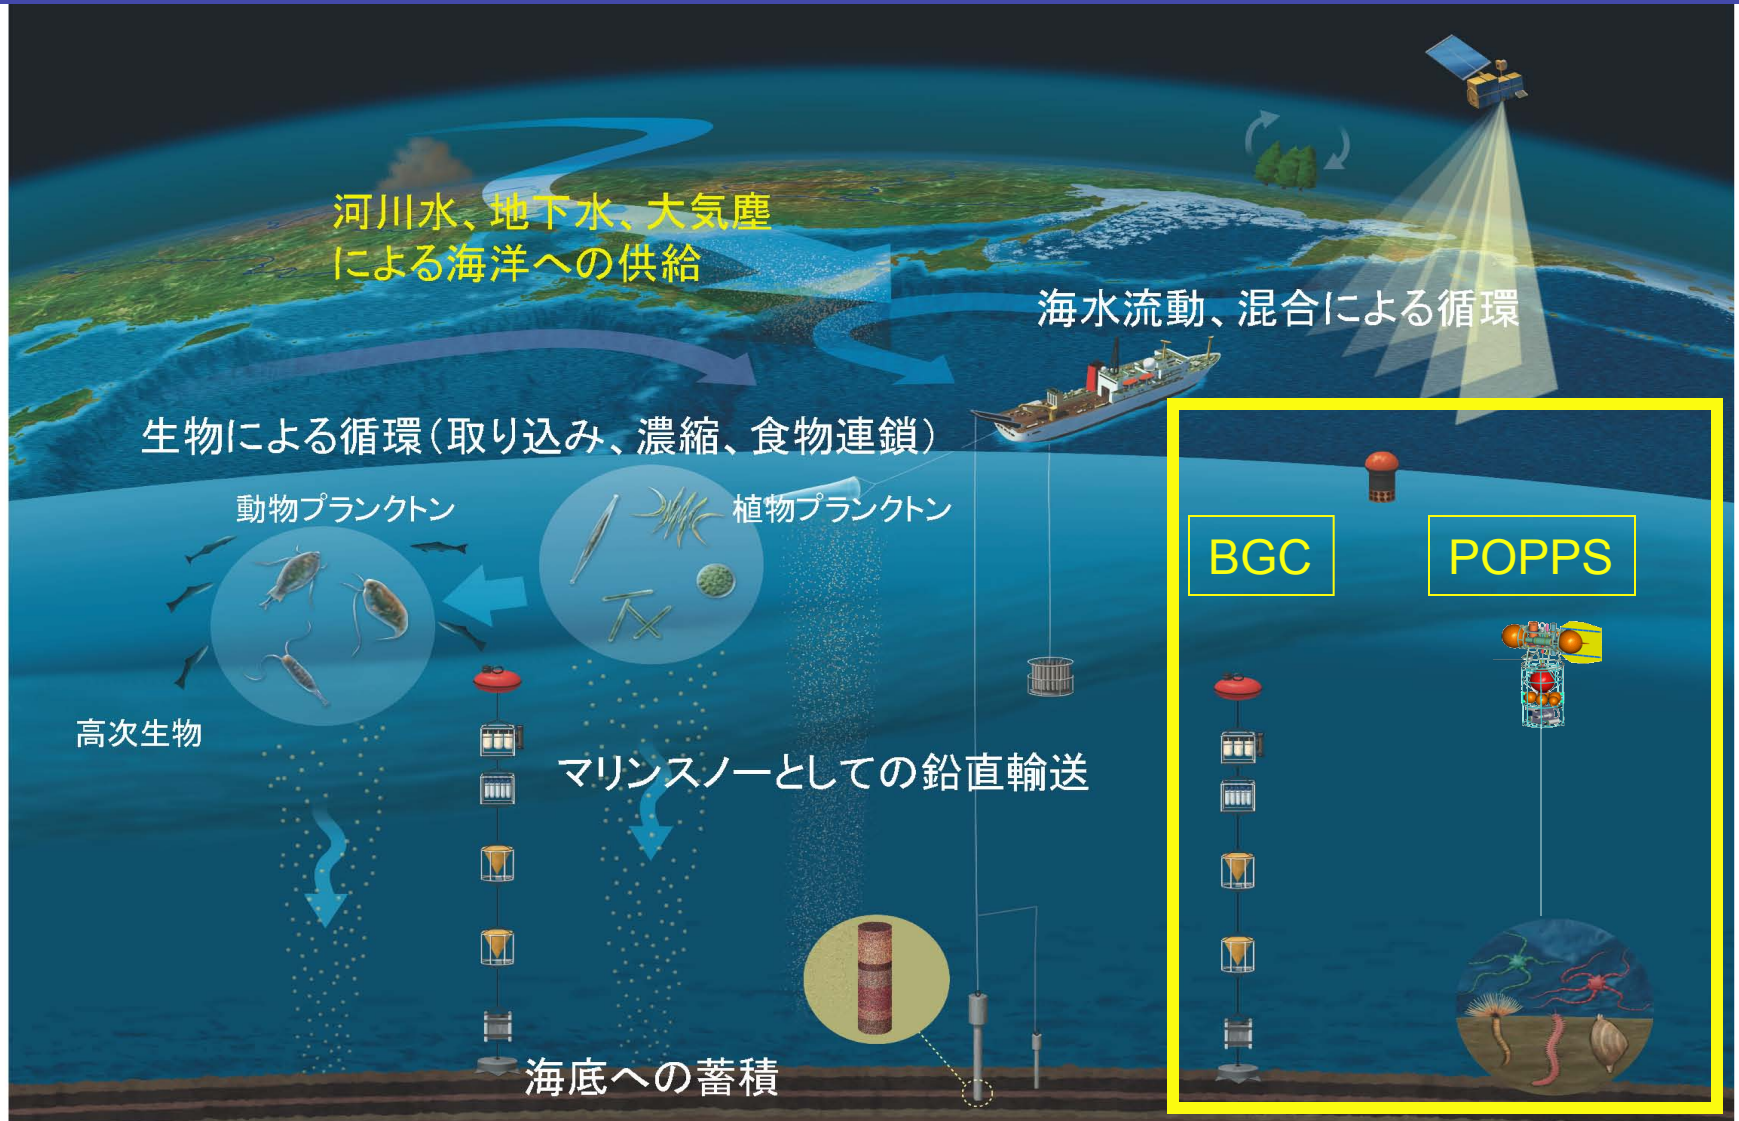 河川水、地下水、大気塵
による海洋への供給
海水流動、混合による循環
生物による循環（取り込み、濃縮、食物連鎖）
動物プランクトン
植物プランクトン
BGC
POPPS
高次生物
マリンスノーとしての鉛直輸送
海底への蓄積